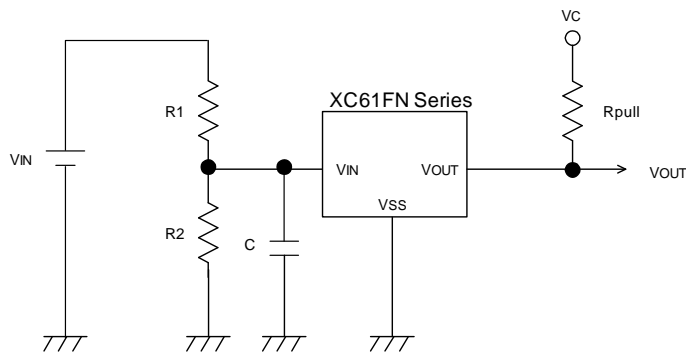 VC
XC61FN Series
R1
Rpull
VIN
VIN
VOUT
VOUT
VSS
R2
C